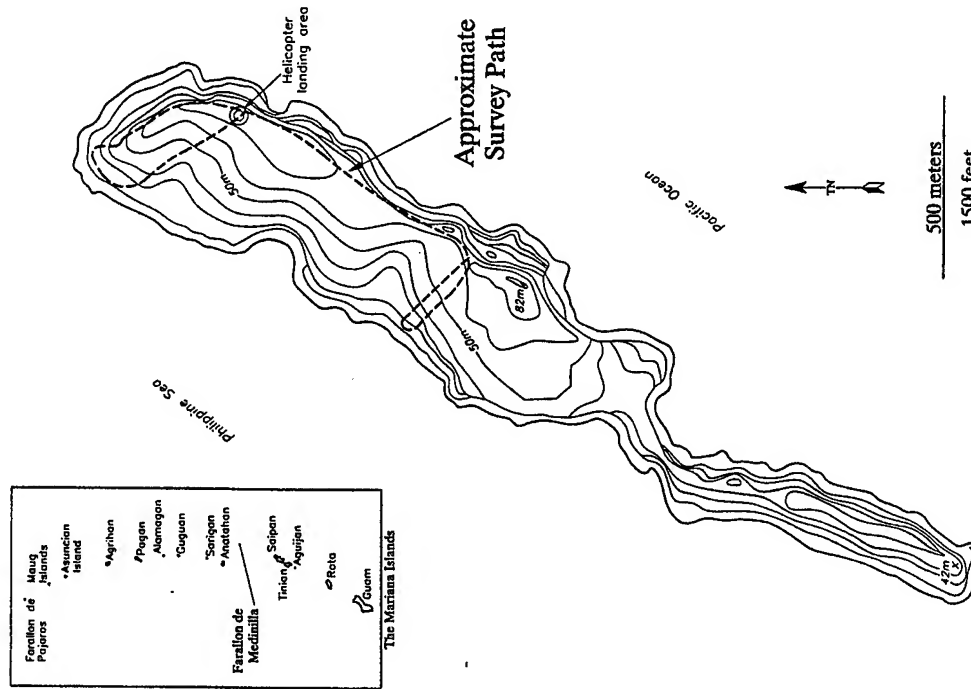 Farallon de
Pajaros
Maug
Islands
Asuncian
Island
Agrihan
Pagan
Alamagan
Guguan
Sarigan
Anatahan
Farallon de
Medinilla
Saipan
Tinian
Aguijan
Rota
Guam
The Mariana Islands
Philippine Sea
Helicopter
landing area
Approximate
Survey Path
50m
50m
82m
42m
x
Pacific Ocean
TN
500 meters
1500 feet